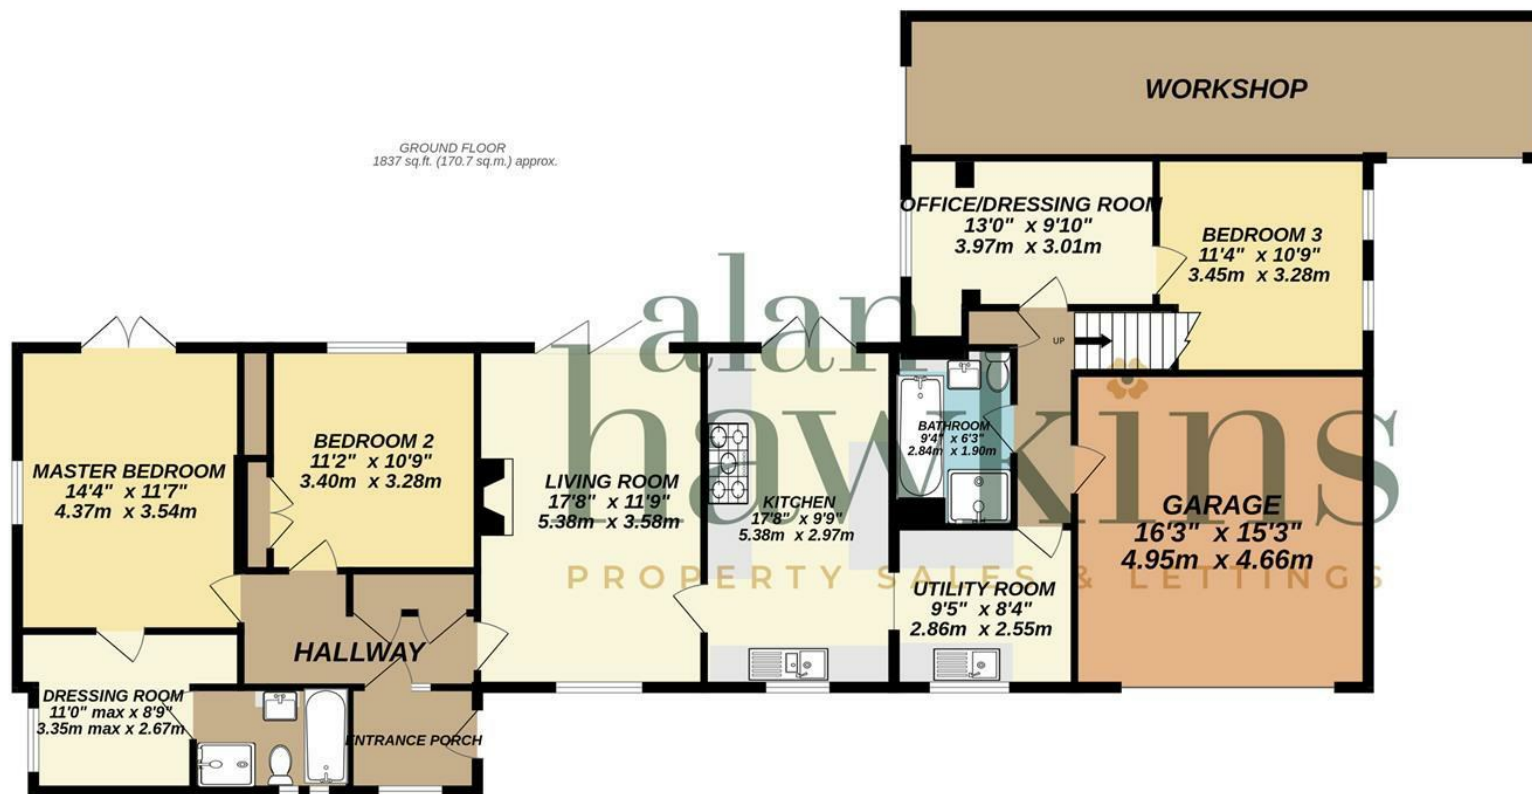 WORKSHOP
GROUND FLOOR
1837 sq.ft. (170.7 sq.m.) approx.
OFFICE/DRESSING ROOM
13'0" x 9'10"
3.97m x 3.01m
BEDROOM 3
11'4" x 10'9"
3.45m x 3.28m
UP
alan
hawkins
PROPERTY SALES & LETTINGS
MASTER BEDROOM
14'4" x 11'7"
4.37m x 3.54m
BEDROOM 2
11'2" x 10'9"
3.40m x 3.28m
LIVING ROOM
17'8" x 11'9"
5.38m x 3.58m
KITCHEN
17'8" x 9'9"
5.38m x 2.97m
BATHROOM
9'4" x 6'3"
2.84m x 1.90m
GARAGE
16'3" x 15'3"
4.95m x 4.66m
UTILITY ROOM
9'5" x 8'4"
2.86m x 2.55m
HALLWAY
DRESSING ROOM
11'0" max x 8'9"
3.35m max x 2.67m
ENTRANCE PORCH